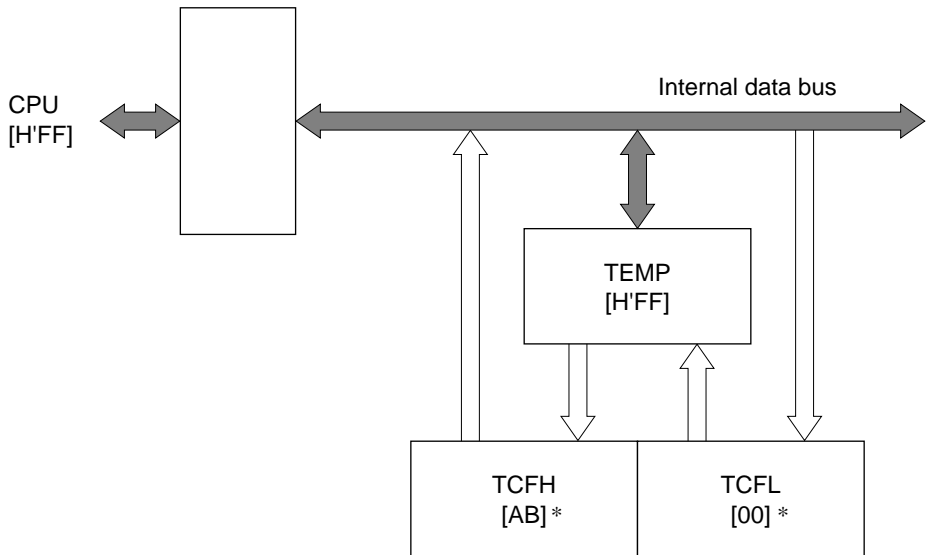 Internal data bus
CPU
[H'FF]
TEMP
[H'FF]
TCFH
[AB] *
TCFL
[00] *